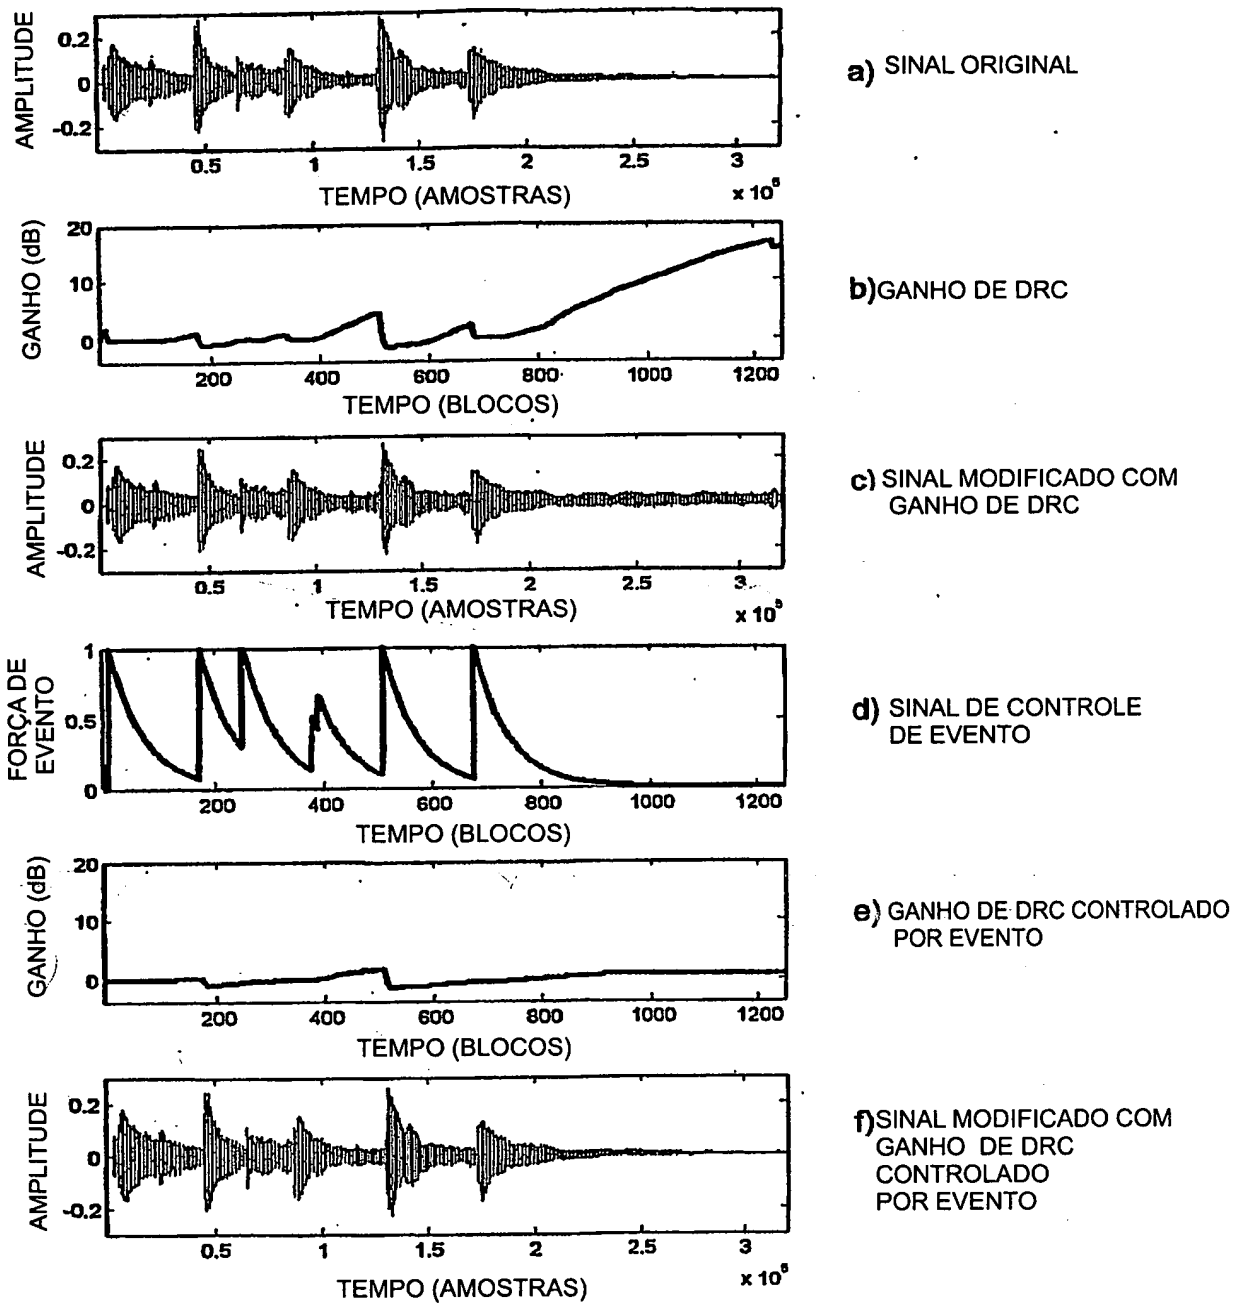 AMPLITUDE
0.2
0
-0.2
0.5 1 1.5 2 2.5 3
TEMPO (AMOSTRAS)
x 10⁵
a) SINAL ORIGINAL
GANHO (dB)
20
10
0
200 400 600 800 1000 1200
TEMPO (BLOCOS)
b)GANHO DE DRC
AMPLITUDE
0.2
0
-0.2
0.5 1 1.5 2 2.5 3
TEMPO (AMOSTRAS)
x 10⁵
c) SINAL MODIFICADO COM
GANHO DE DRC
FORÇA DE
EVENTO
1
0.5
0
200 400 600 800 1000 1200
TEMPO (BLOCOS)
d) SINAL DE CONTROLE
DE EVENTO
GANHO (dB)
20
10
0
200 400 600 800 1000 1200
TEMPO (BLOCOS)
e) GANHO DE DRC CONTROLADO
POR EVENTO
AMPLITUDE
0.2
0
-0.2
0.5 1 1.5 2 2.5 3
TEMPO (AMOSTRAS)
x 10⁵
f)SINAL MODIFICADO COM
GANHO DE DRC
CONTROLADO
POR EVENTO